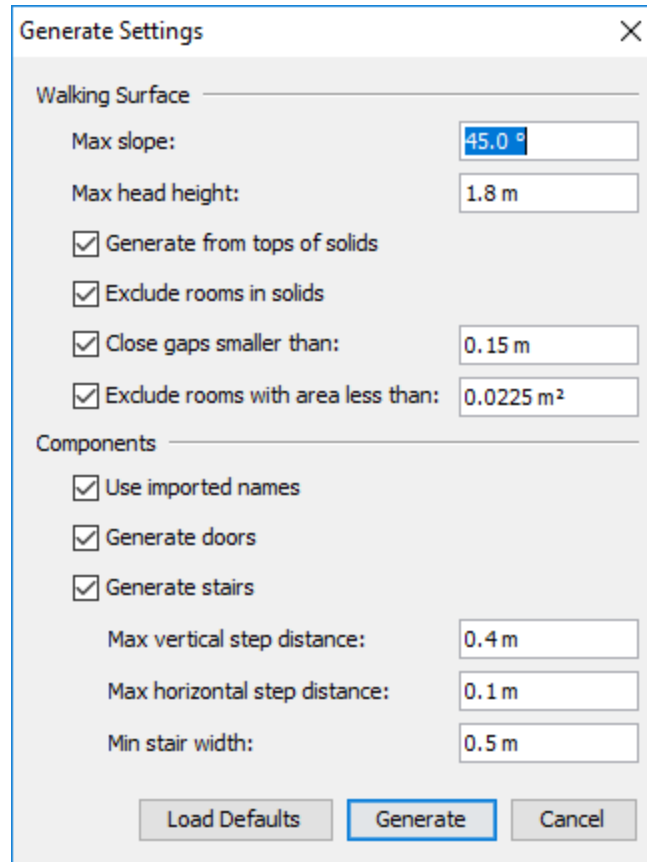 Generate Settings
Walking Surface
Max slope: 45.0 °
Max head height: 1.8 m
Generate from tops of solids
Exclude rooms in solids
Close gaps smaller than: 0.15 m
Exclude rooms with area less than: 0.0225 m²
Components
Use imported names
Generate doors
Generate stairs
Max vertical step distance: 0.4 m
Max horizontal step distance: 0.1 m
Min stair width: 0.5 m
Load Defaults Generate Cancel